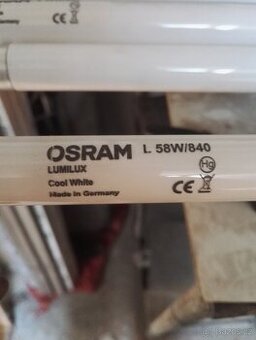 OSRAM L 58W/840
LUMILUX
Hg
Cool White
CE
Made in Germany